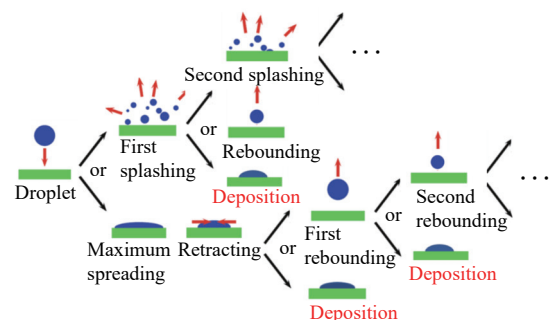 Second splashing
...
or
First
splashing
or
Rebounding
Deposition
Droplet
Maximum
spreading
Retracting
or
First
rebounding
Deposition
or
Second
rebounding
Deposition
...